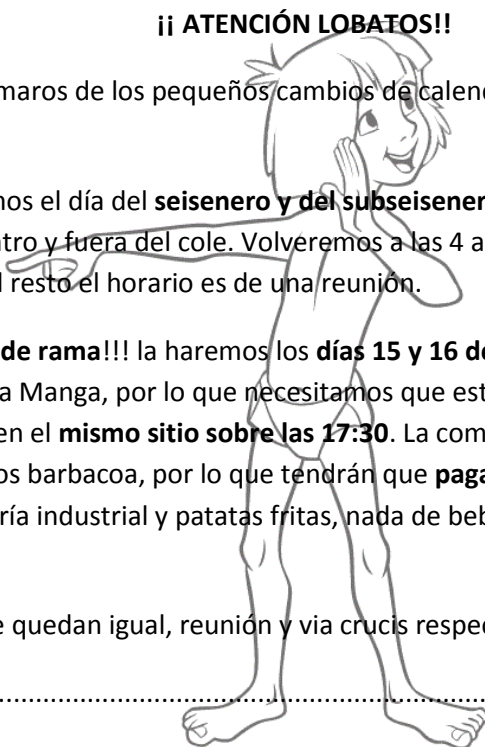 ¡¡ ATENCIÓN LOBATOS!!
maros de los pequeños cambios de calen
nos el día del seisenero y del subseisener
tro y fuera del cole. Volveremos a las 4 a
l resto el horario es de una reunión.
de rama!!! la haremos los días 15 y 16 de
a Manga, por lo que necesitamos que est
en el mismo sitio sobre las 17:30. La com
os barbacoa, por lo que tendrán que paga
ría industrial y patatas fritas, nada de beb
e quedan igual, reunión y via crucis respec